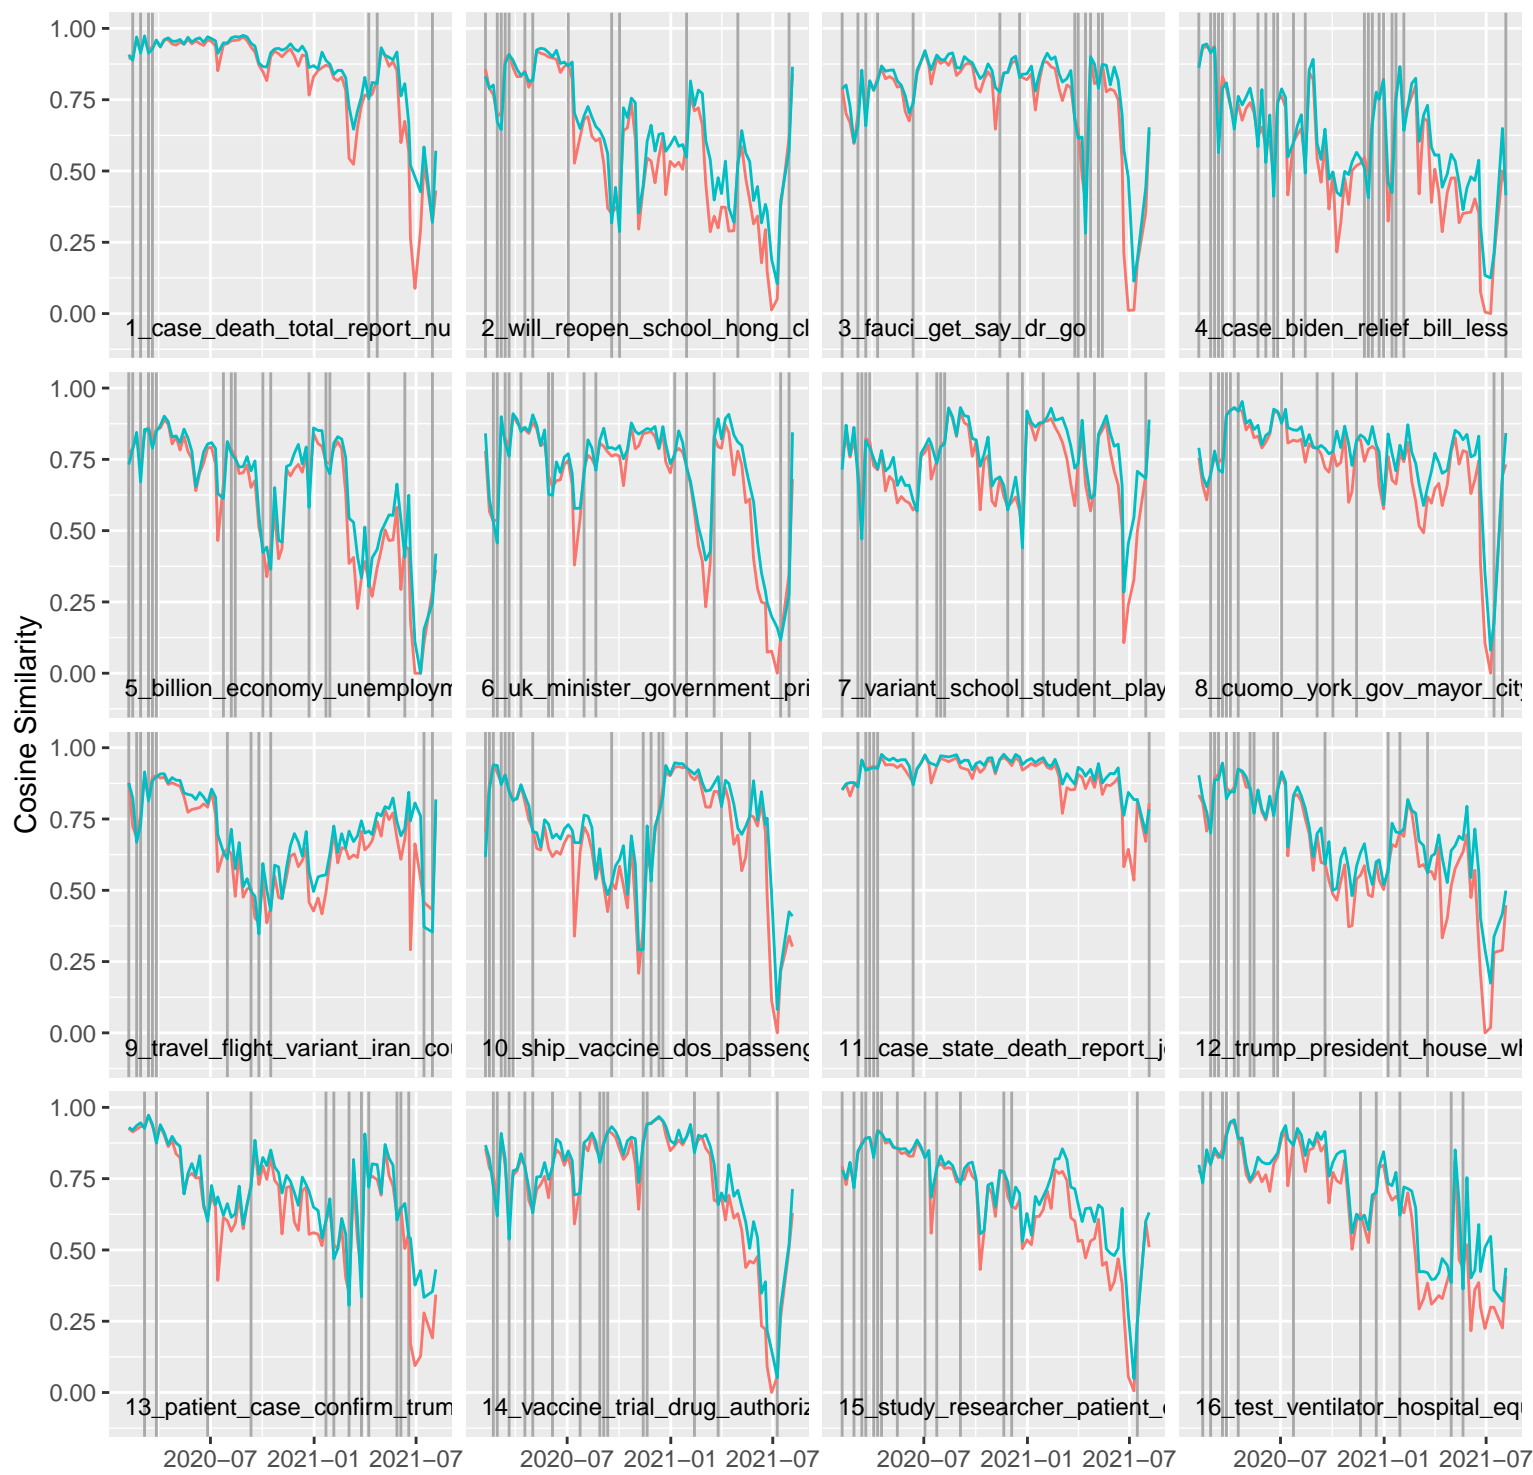 Cosine Similarity
1.00
0.75
0.50
0.25
0.00
1_case_death_total_report_nu
2_will_reopen_school_hong_cl
3_fauci_get_say_dr_go
4_case_biden_relief_bill_less
1.00
0.75
0.50
0.25
0.00
5_billion_economy_unemploym
6_uk_minister_government_pri
7_variant_school_student_play
8_cuomo_york_gov_mayor_city
1.00
0.75
0.50
0.25
0.00
9_travel_flight_variant_iran_cou
10_ship_vaccine_dos_passeng
11_case_state_death_report_j
12_trump_president_house_wh
1.00
0.75
0.50
0.25
0.00
13_patient_case_confirm_trum
14_vaccine_trial_drug_authoriz
15_study_researcher_patient_
16_test_ventilator_hospital_equ
2020−07 2021−01 2021−07
2020−07 2021−01 2021−07
2020−07 2021−01 2021−07
2020−07 2021−01 2021−07